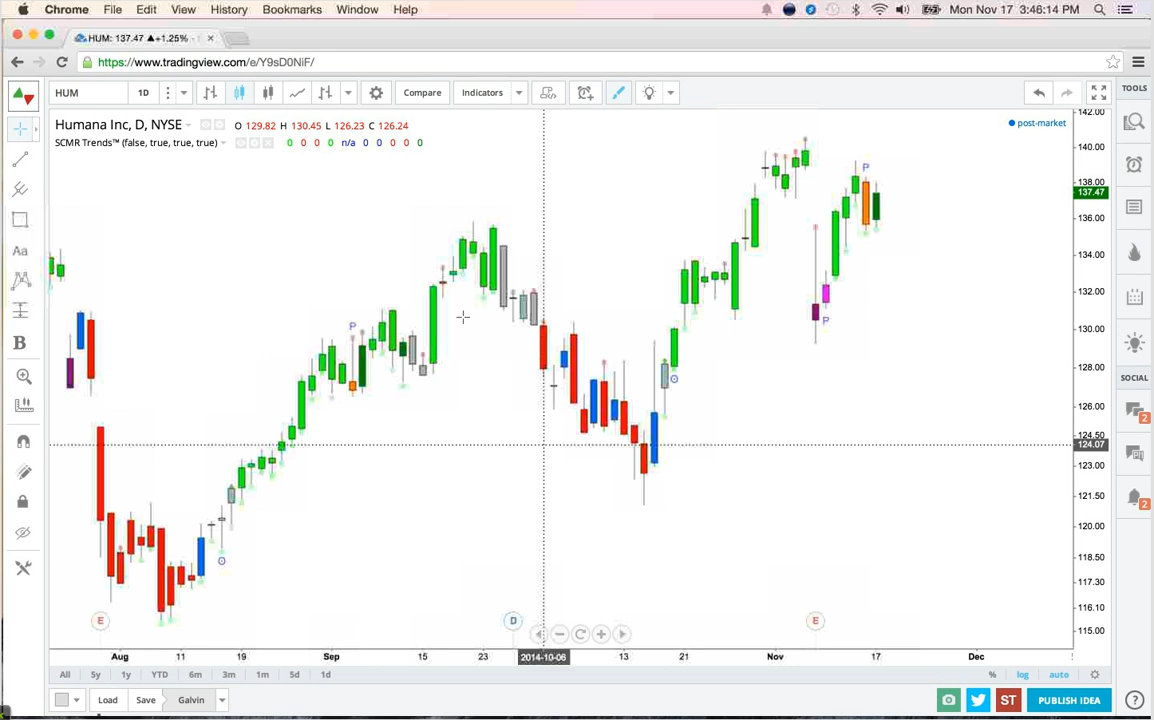 Chrome File Edit View History Bookmarks Window Help Mon Nov 17 3:46:14 PM
HUM: 137.47 ▲+1.25% -
https://www.tradingview.com/e/Y9sD0NiF/
HUM 1D Compare Indicators
TOOLS
Humana Inc, D, NYSE O 129.82 H 130.45 L 126.23 C 126.24
post-market
SCMR Trends™ (false, true, true, true) 0 0 0 0 n/a 0 0 0 0 0
142.00
140.00
138.00
137.47
136.00
134.00
132.00
130.00
128.00
126.00
124.50
124.07
123.00
121.50
120.00
118.50
117.30
116.10
115.00
P
P
P
O
O
E
D
E
SOCIAL
2
2
Aa
B
Aug 11 19 Sep 15 23 2014-10-06 13 21 Nov 17 Dec
All 5y 1y YTD 6m 3m 1m 5d 1d % log auto
Load Save Galvin ST PUBLISH IDEA ?